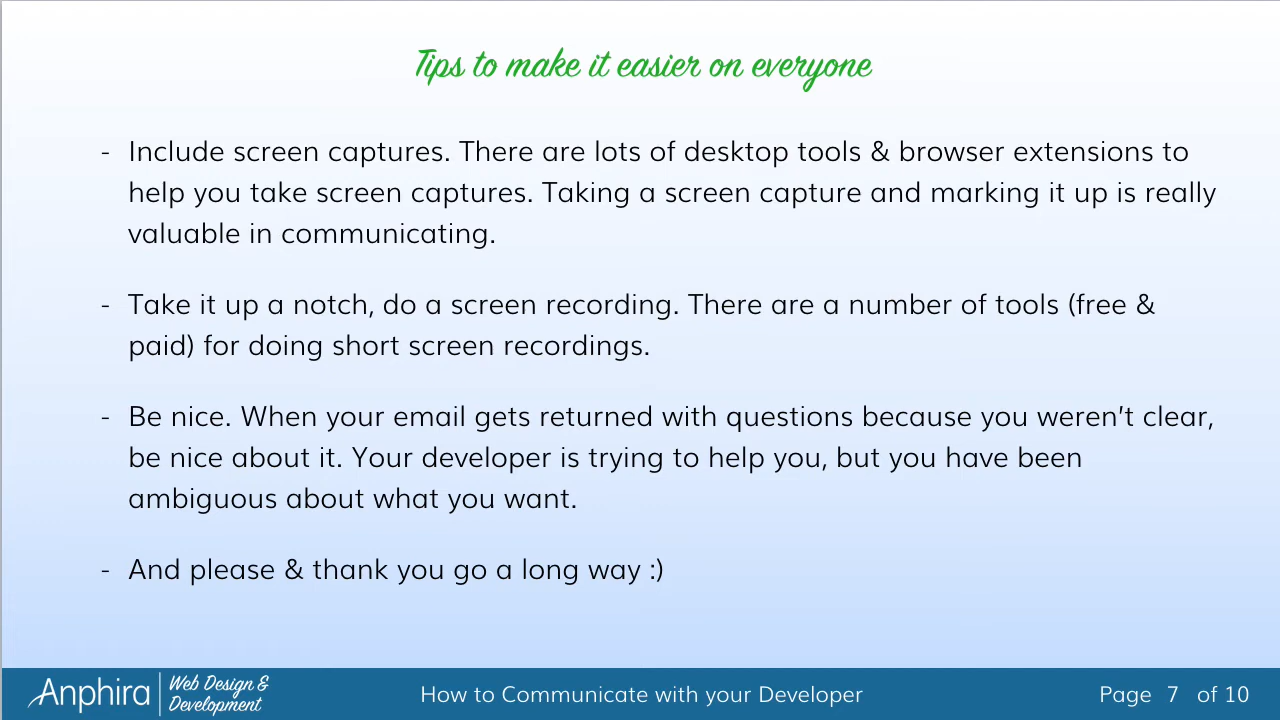 Tips to make it easier on everyone
- Include screen captures. There are lots of desktop tools & browser extensions to
help you take screen captures. Taking a screen capture and marking it up is really
valuable in communicating.
- Take it up a notch, do a screen recording. There are a number of tools (free &
paid) for doing short screen recordings.
- Be nice. When your email gets returned with questions because you weren’t clear,
be nice about it. Your developer is trying to help you, but you have been
ambiguous about what you want.
- And please & thank you go a long way :)
Anphira
Web Design &
Development
How to Communicate with your Developer
Page 7 of 10